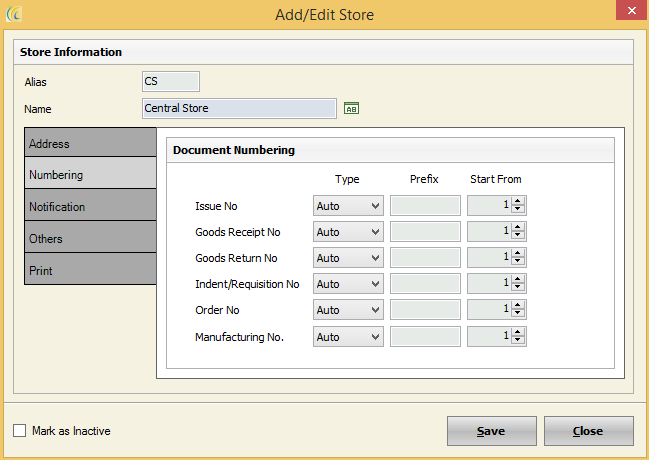 Add/Edit Store
Store Information
Alias CS
Name Central Store AB
Address
Numbering
Notification
Others
Print
Document Numbering
Type Prefix Start From
Issue No Auto 1
Goods Receipt No Auto 1
Goods Return No Auto 1
Indent/Requisition No Auto 1
Order No Auto 1
Manufacturing No. Auto 1
Mark as Inactive Save Close